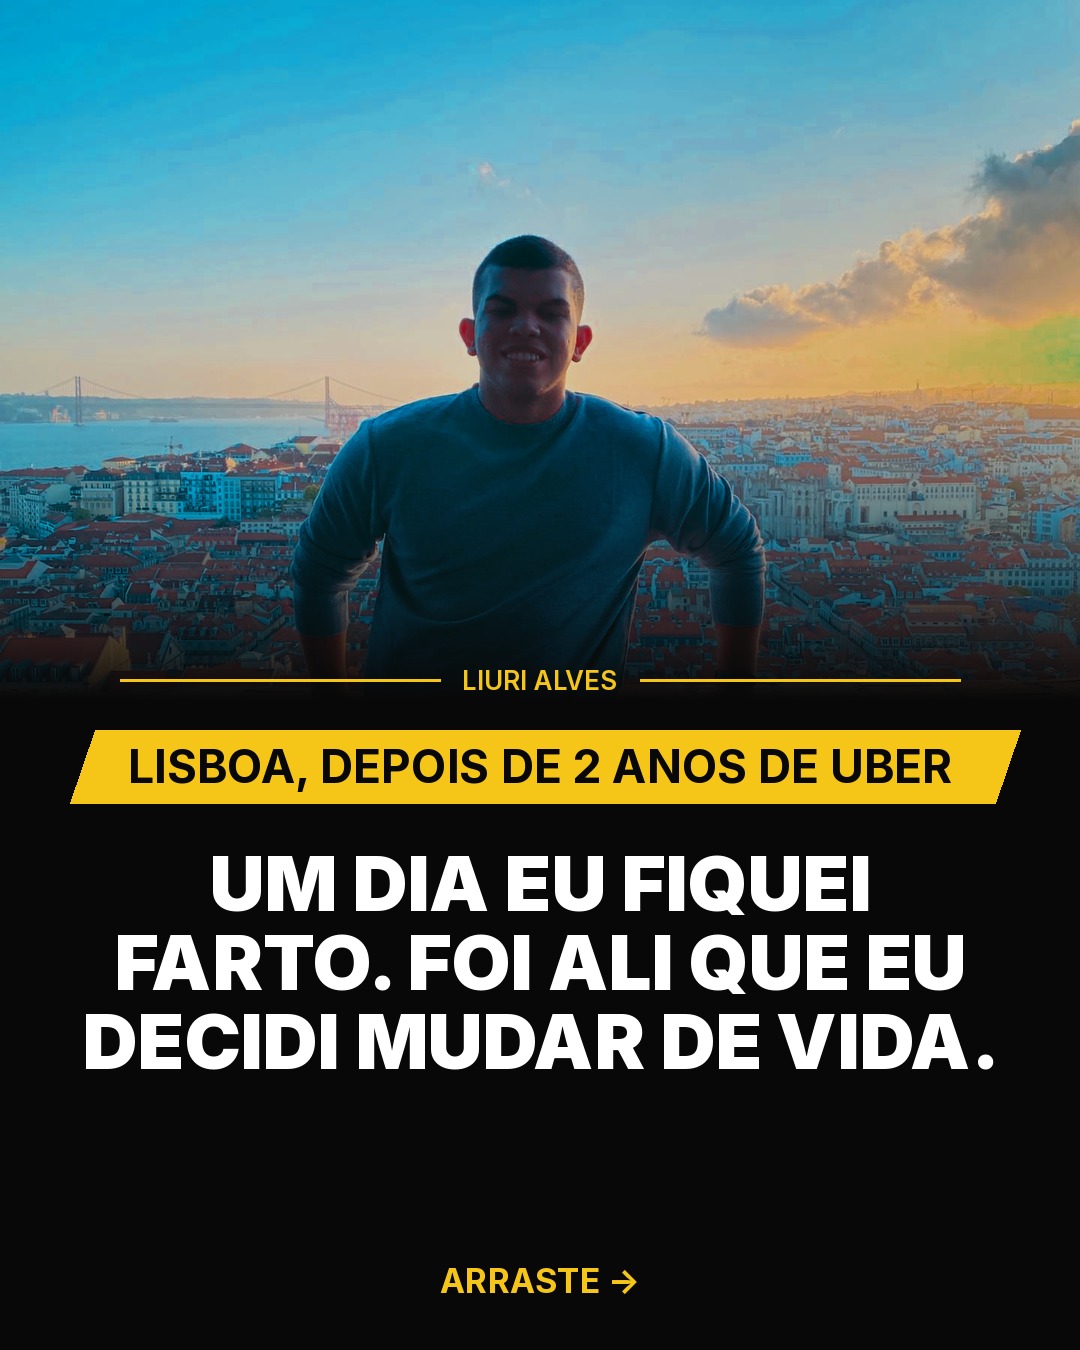 LIURI ALVES
LISBOA, DEPOIS DE 2 ANOS DE UBER
UM DIA EU FIQUEI
FARTO. FOI ALI QUE EU
DECIDI MUDAR DE VIDA.
ARRASTE →